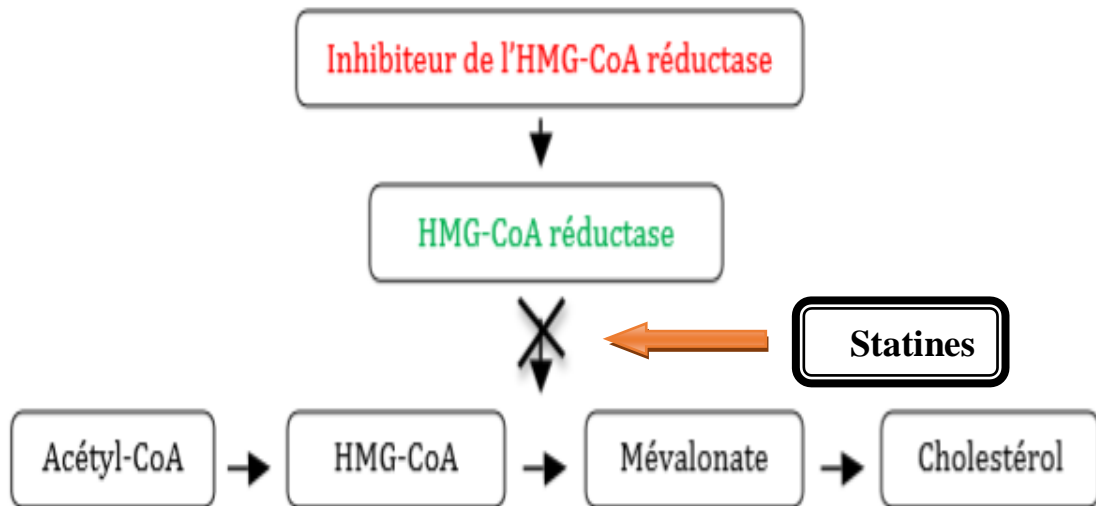 Inhibiteur de l'HMG-CoA réductase
HMG-CoA réductase
Statines
Acétyl-CoA
HMG-CoA
Mévalonate
Cholestérol